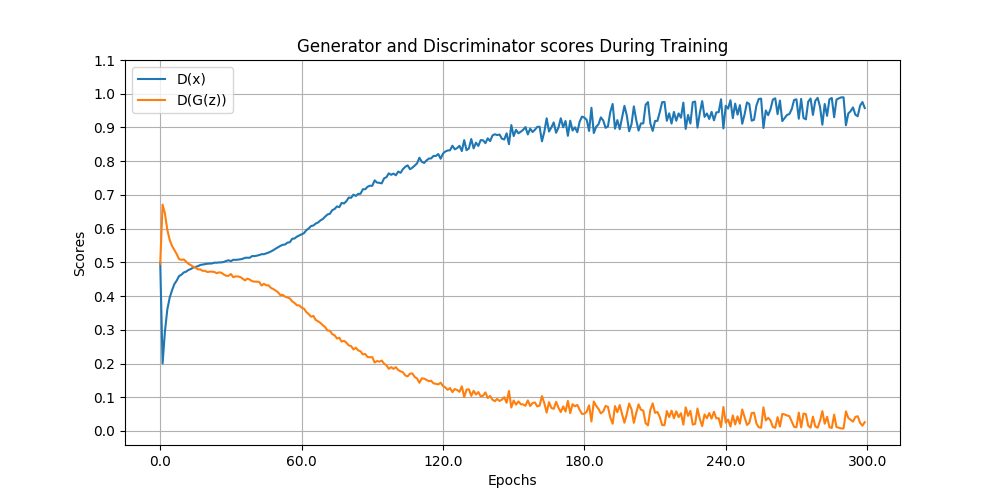 Generator and Discriminator scores During Training
D(x)
D(G(z))
Scores
1.1
1.0
0.9
0.8
0.7
0.6
0.5
0.4
0.3
0.2
0.1
0.0
0.0 60.0 120.0 180.0 240.0 300.0
Epochs